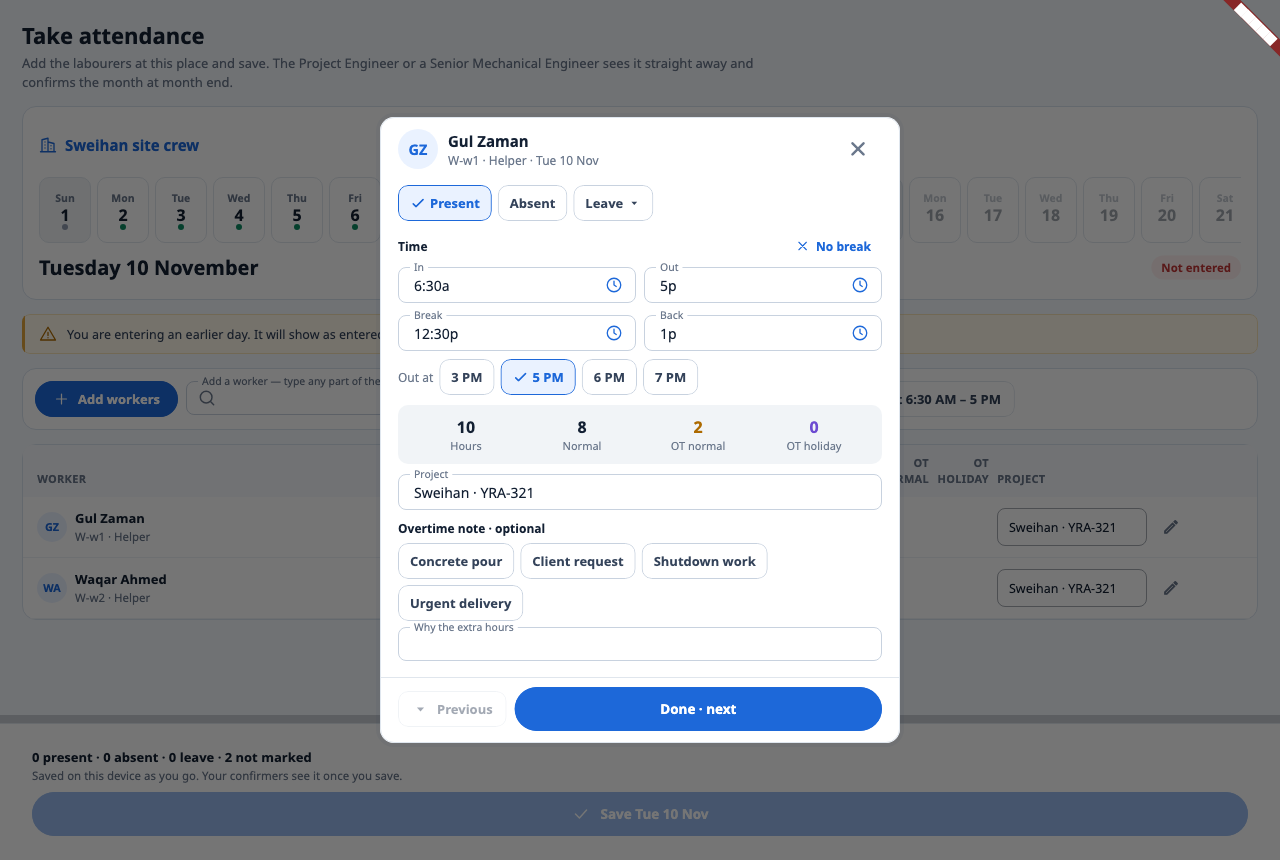 Take attendance
Add the labourers at this place and save. The Project Engineer or a Senior Mechanical Engineer sees it straight away and
confirms the month at month end.
Sweihan site crew
Sun Mon Tue Wed Thu Fri Mon Tue Wed Thu Fri Sat
1 2 3 4 5 6 16 17 18 19 20 21
Tuesday 10 November
Not entered
You are entering an earlier day. It will show as entered
Add workers
Add a worker — type any part of the
: 6:30 AM – 5 PM
WORKER
OT
RMAL
OT
HOLIDAY
PROJECT
GZ
Gul Zaman
W-w1 · Helper
Sweihan · YRA-321
WA
Waqar Ahmed
W-w2 · Helper
Sweihan · YRA-321
GZ
Gul Zaman
W-w1 · Helper · Tue 10 Nov
Present
Absent
Leave
Time
No break
In
6:30a
Out
5p
Break
12:30p
Back
1p
Out at
3 PM
5 PM
6 PM
7 PM
10 8 2 0
Hours Normal OT normal OT holiday
Project
Sweihan · YRA-321
Overtime note · optional
Concrete pour
Client request
Shutdown work
Urgent delivery
Why the extra hours
Previous
Done · next
0 present · 0 absent · 0 leave · 2 not marked
Saved on this device as you go. Your confirmers see it once you save.
Save Tue 10 Nov